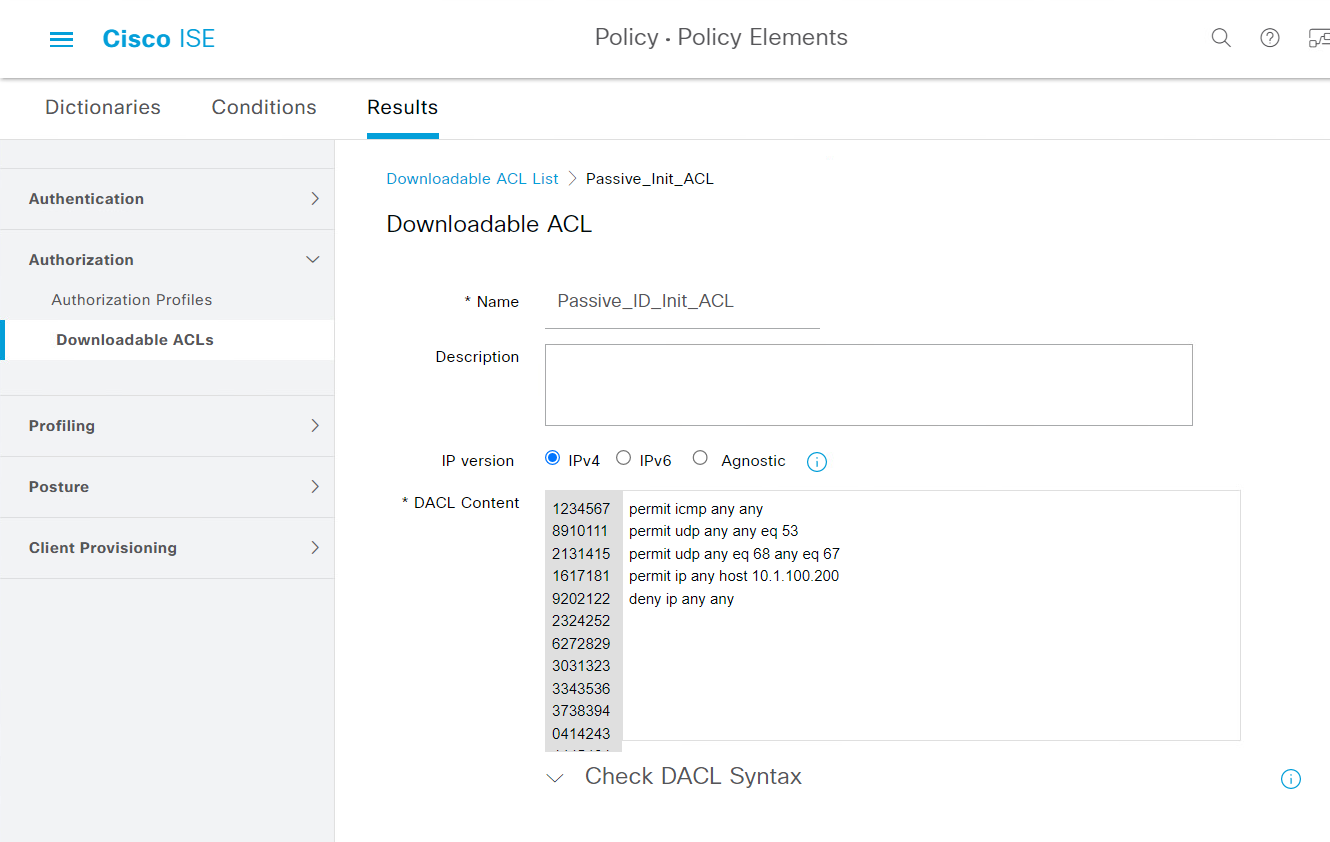 Cisco ISE
Policy · Policy Elements
Dictionaries
Conditions
Results
Authentication
Authorization
Authorization Profiles
Downloadable ACLs
Profiling
Posture
Client Provisioning
Downloadable ACL List > Passive_Init_ACL
Downloadable ACL
* Name
Passive_ID_Init_ACL
Description
IP version
IPv4
IPv6
Agnostic
* DACL Content
1234567 permit icmp any any
8910111 permit udp any any eq 53
2131415 permit udp any eq 68 any eq 67
1617181 permit ip any host 10.1.100.200
9202122 deny ip any any
2324252
6272829
3031323
3343536
3738394
0414243
Check DACL Syntax